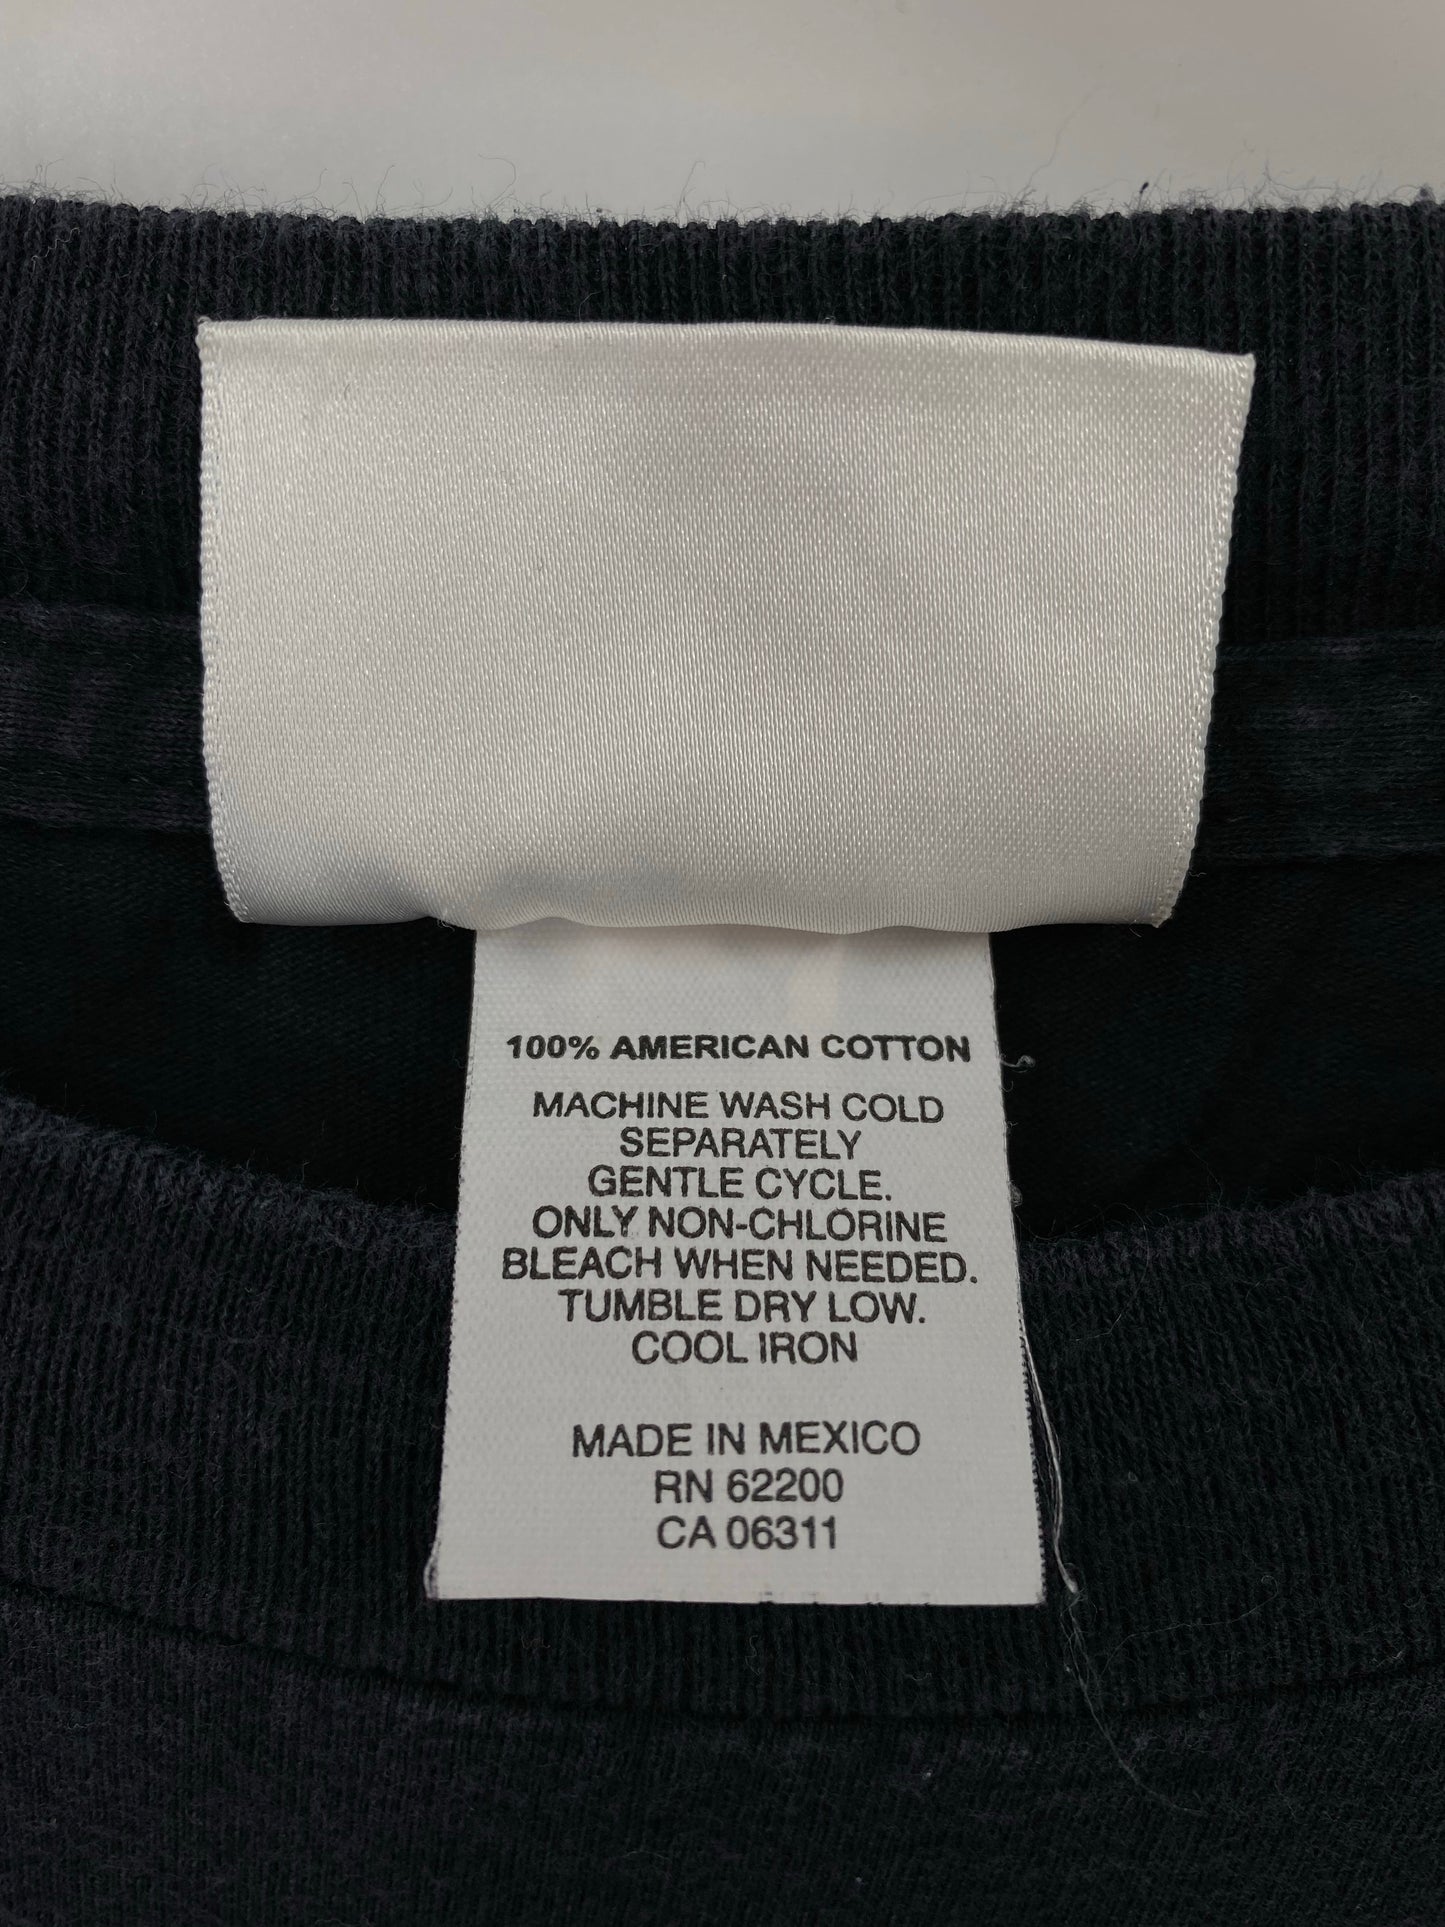 100% AMERICAN COTTON
MACHINE WASH COLD
SEPARATELY
GENTLE CYCLE.
ONLY NON-CHLORINE
BLEACH WHEN NEEDED.
TUMBLE DRY LOW.
COOL IRON
MADE IN MEXICO
RN 62200
CA 06311